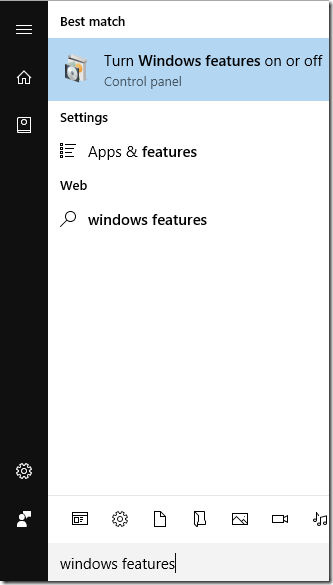 Best match
Turn Windows features on or off
Control panel
Settings
Apps & features
Web
windows features
windows features